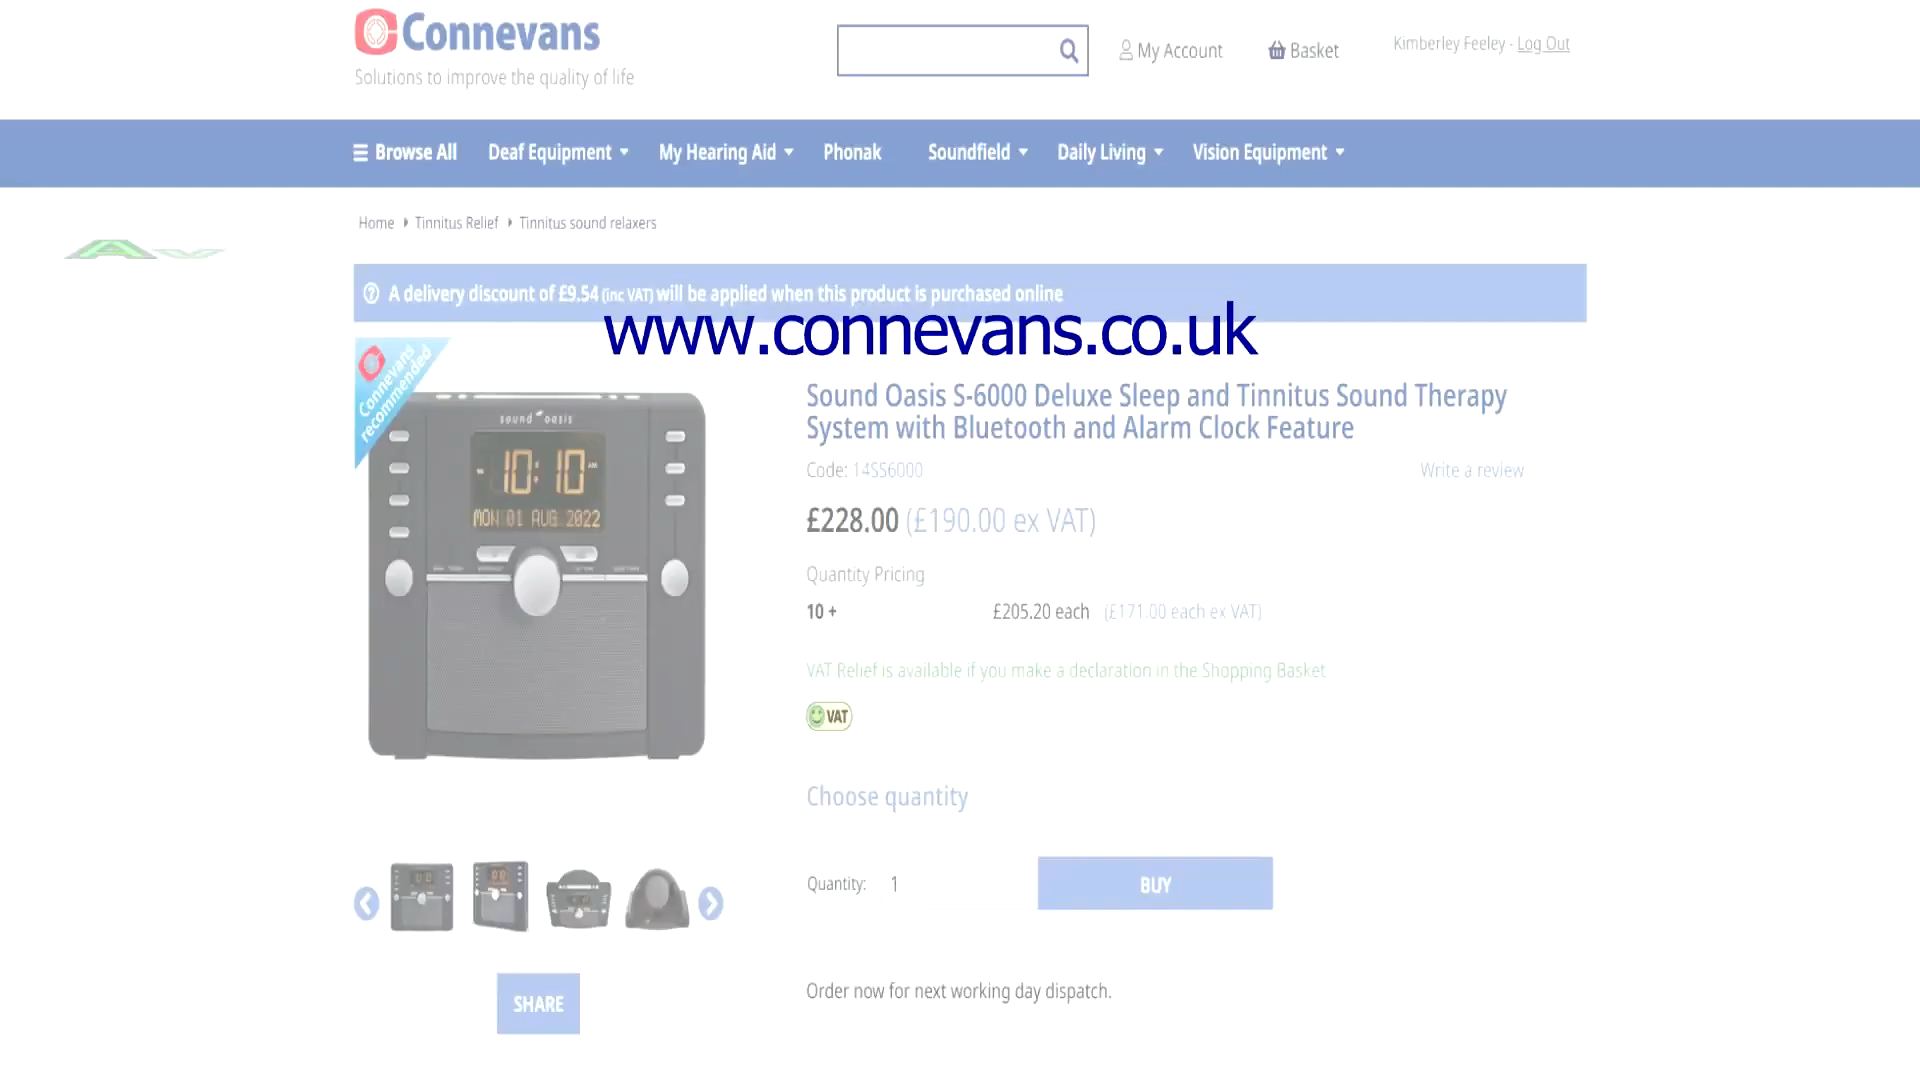 Connevans
Solutions to improve the quality of life
My Account
Basket
Kimberley Feeley - Log Out
Browse All
Deaf Equipment
My Hearing Aid
Phonak
Soundfield
Daily Living
Vision Equipment
Home
Tinnitus Relief
Tinnitus sound relaxers
A delivery discount of £9.54 (inc VAT) will be applied when this product is purchased online
www.connevans.co.uk
Connevans
recommended
sound oasis
10:10 AM
MON 01 AUG 2022
Sound Oasis S-6000 Deluxe Sleep and Tinnitus Sound Therapy
System with Bluetooth and Alarm Clock Feature
Code: 14SS6000
Write a review
£228.00 (£190.00 ex VAT)
Quantity Pricing
10 +
£205.20 each (£171.00 each ex VAT)
VAT Relief is available if you make a declaration in the Shopping Basket
VAT
Choose quantity
Quantity: 1
BUY
SHARE
Order now for next working day dispatch.